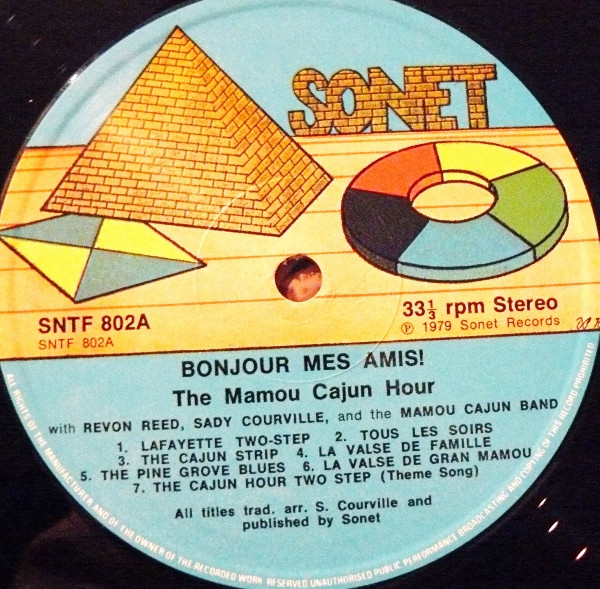 SONET
SNTF 802A
SNTF 802A
33 1/3 rpm Stereo
Ⓟ 1979 Sonet Records
BONJOUR MES AMIS!
The Mamou Cajun Hour
with REVON REED, SADY COURVILLE, and the MAMOU CAJUN BAND
1. LAFAYETTE TWO-STEP 2. TOUS LES SOIRS
3. THE CAJUN STRIP 4. LA VALSE DE FAMILLE
5. THE PINE GROVE BLUES 6. LA VALSE DE GRAN MAMOU
7. THE CAJUN HOUR TWO STEP (Theme Song)
All titles trad. arr. S. Courville and
published by Sonet
ALL RIGHTS OF THE MANUFACTURER AND OF THE OWNER OF THE RECORDED WORK RESERVED. UNAUTHORISED PUBLIC PERFORMANCE BROADCASTING AND COPYING OF THIS RECORD PROHIBITED